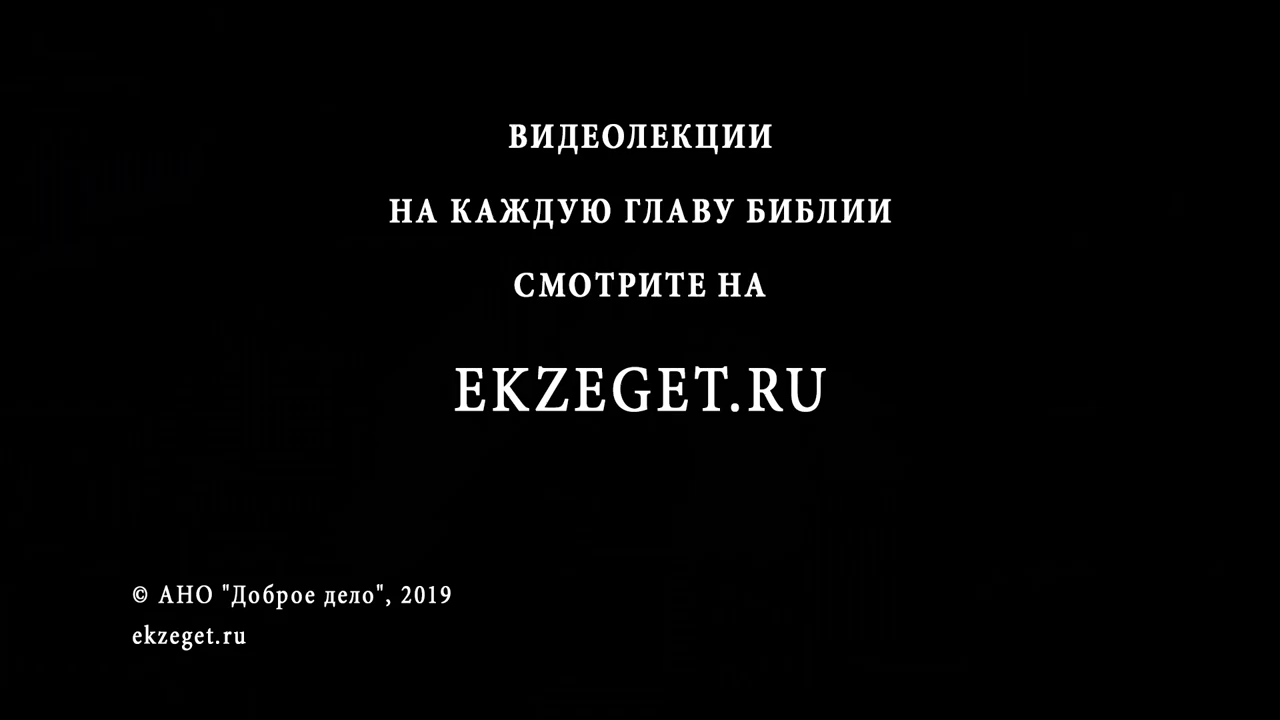 ВИДЕОЛЕКЦИИ
НА КАЖДУЮ ГЛАВУ БИБЛИИ
СМОТРИТЕ НА
EKZEGET.RU
© АНО "Доброе дело", 2019
ekzeget.ru